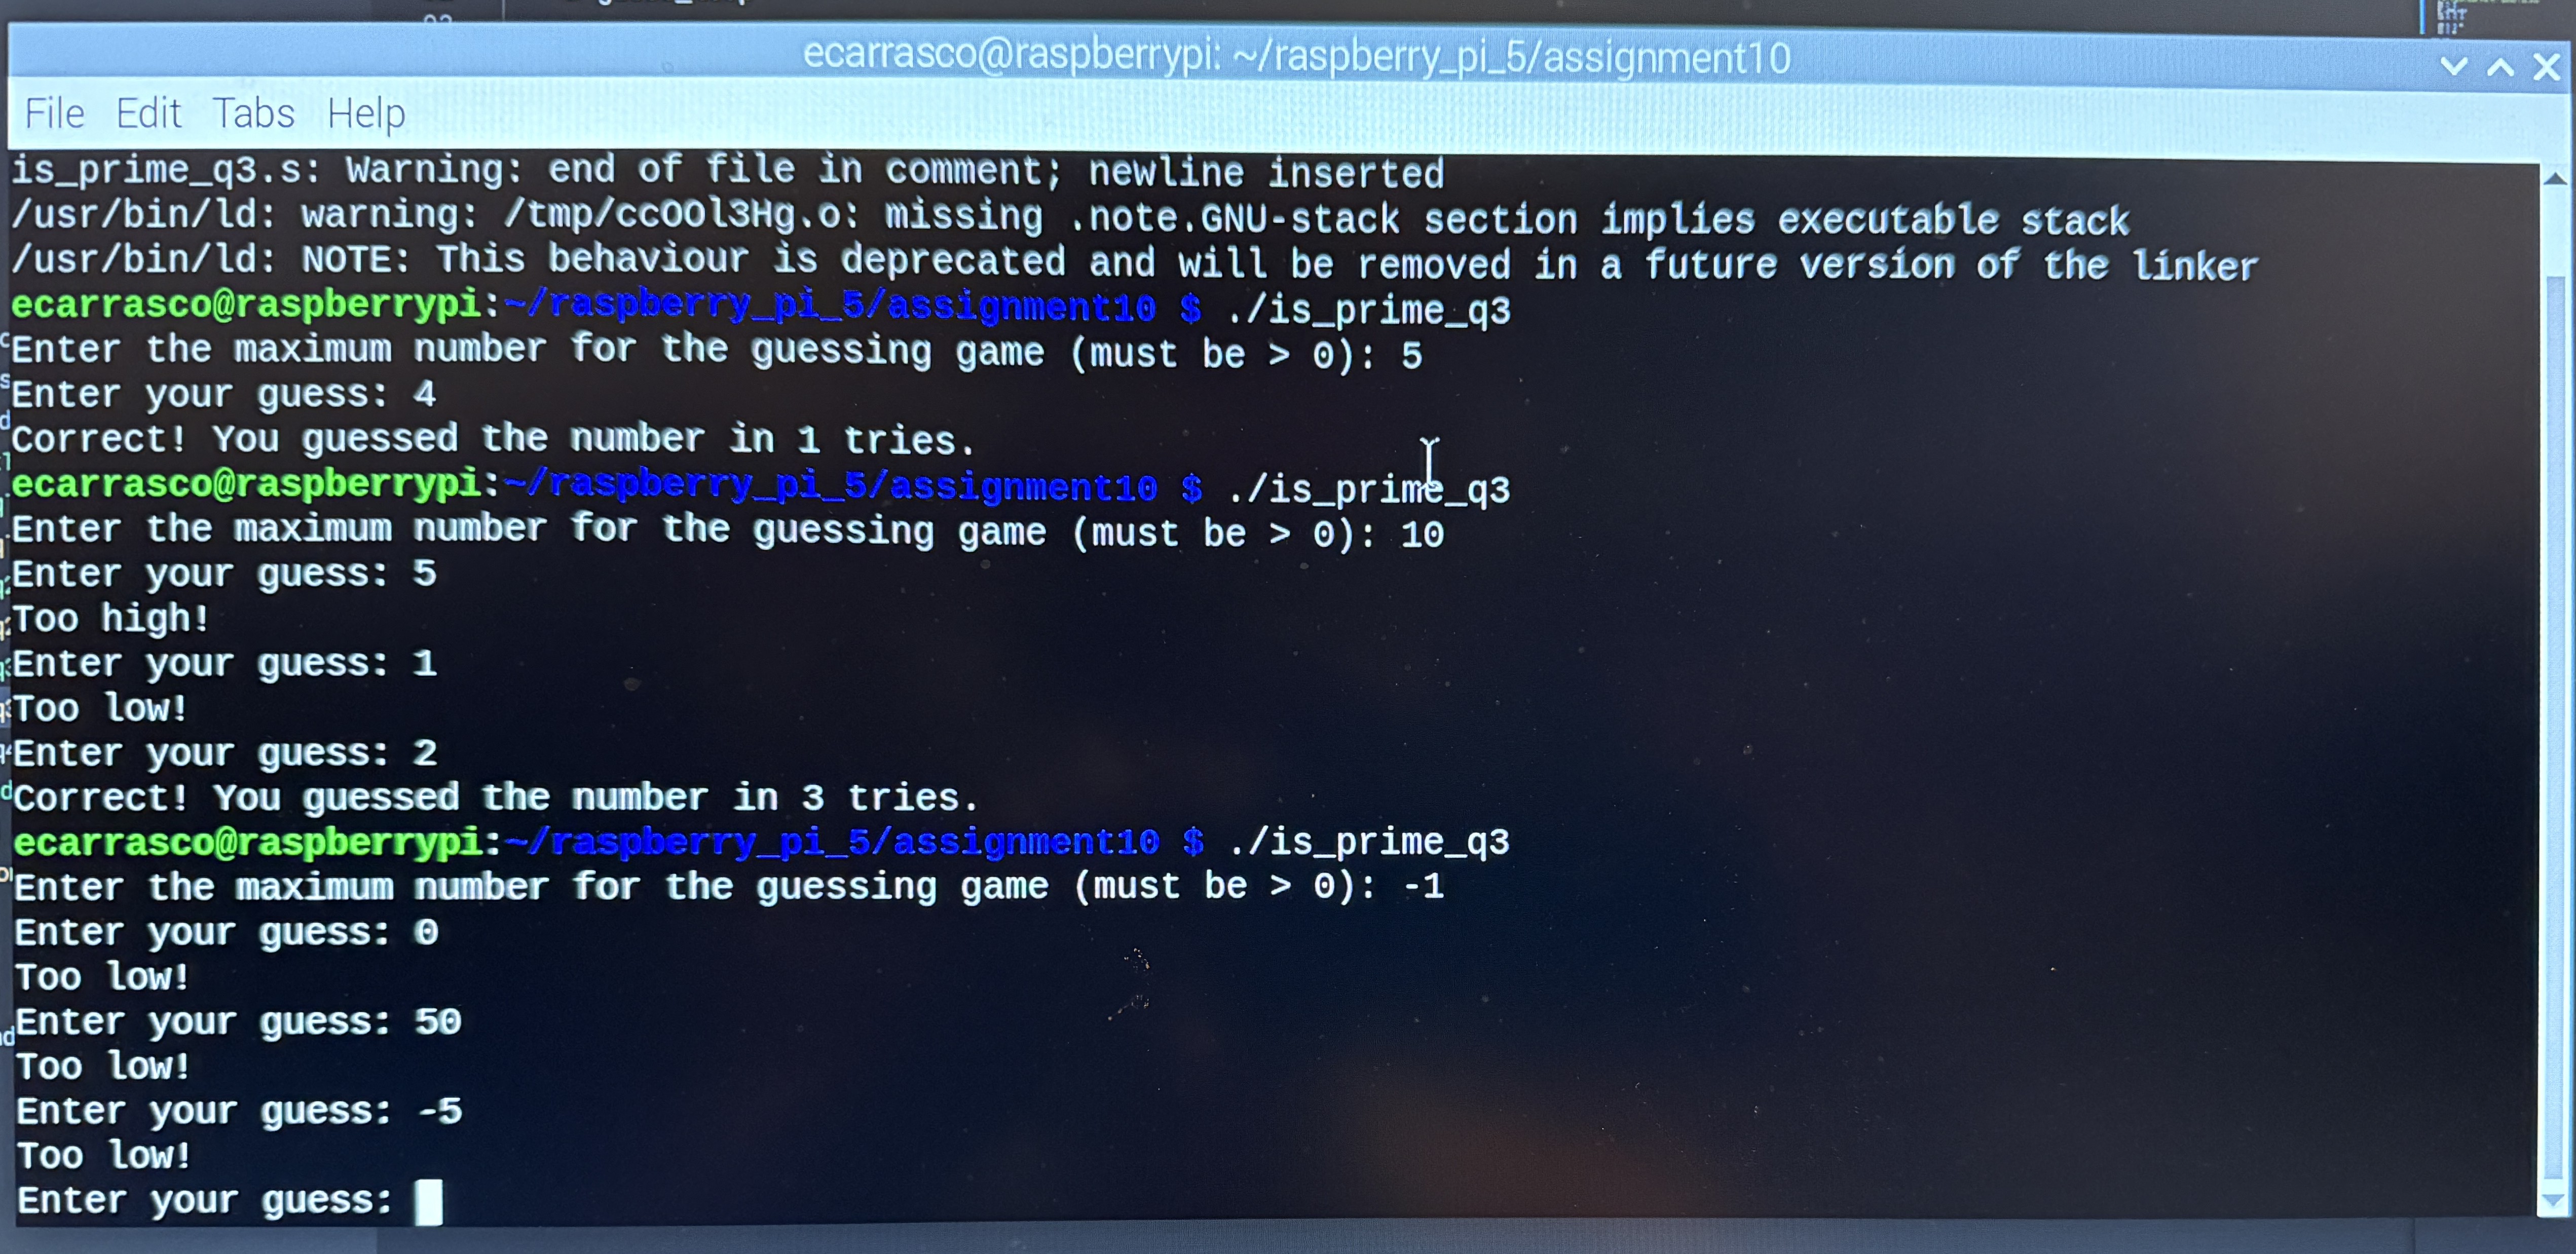 ecarrasco@raspberrypi: ~/raspberry_pi_5/assignment10
File Edit Tabs Help
is_prime_q3.s: Warning: end of file in comment; newline inserted
/usr/bin/ld: warning: /tmp/ccOOl3Hg.o: missing .note.GNU-stack section implies executable stack
/usr/bin/ld: NOTE: This behaviour is deprecated and will be removed in a future version of the linker
ecarrasco@raspberrypi:~/raspberry_pi_5/assignment10 $ ./is_prime_q3
Enter the maximum number for the guessing game (must be > 0): 5
Enter your guess: 4
Correct! You guessed the number in 1 tries.
ecarrasco@raspberrypi:~/raspberry_pi_5/assignment10 $ ./is_prime_q3
Enter the maximum number for the guessing game (must be > 0): 10
Enter your guess: 5
Too high!
Enter your guess: 1
Too low!
Enter your guess: 2
Correct! You guessed the number in 3 tries.
ecarrasco@raspberrypi:~/raspberry_pi_5/assignment10 $ ./is_prime_q3
Enter the maximum number for the guessing game (must be > 0): -1
Enter your guess: 0
Too low!
Enter your guess: 50
Too low!
Enter your guess: -5
Too low!
Enter your guess: